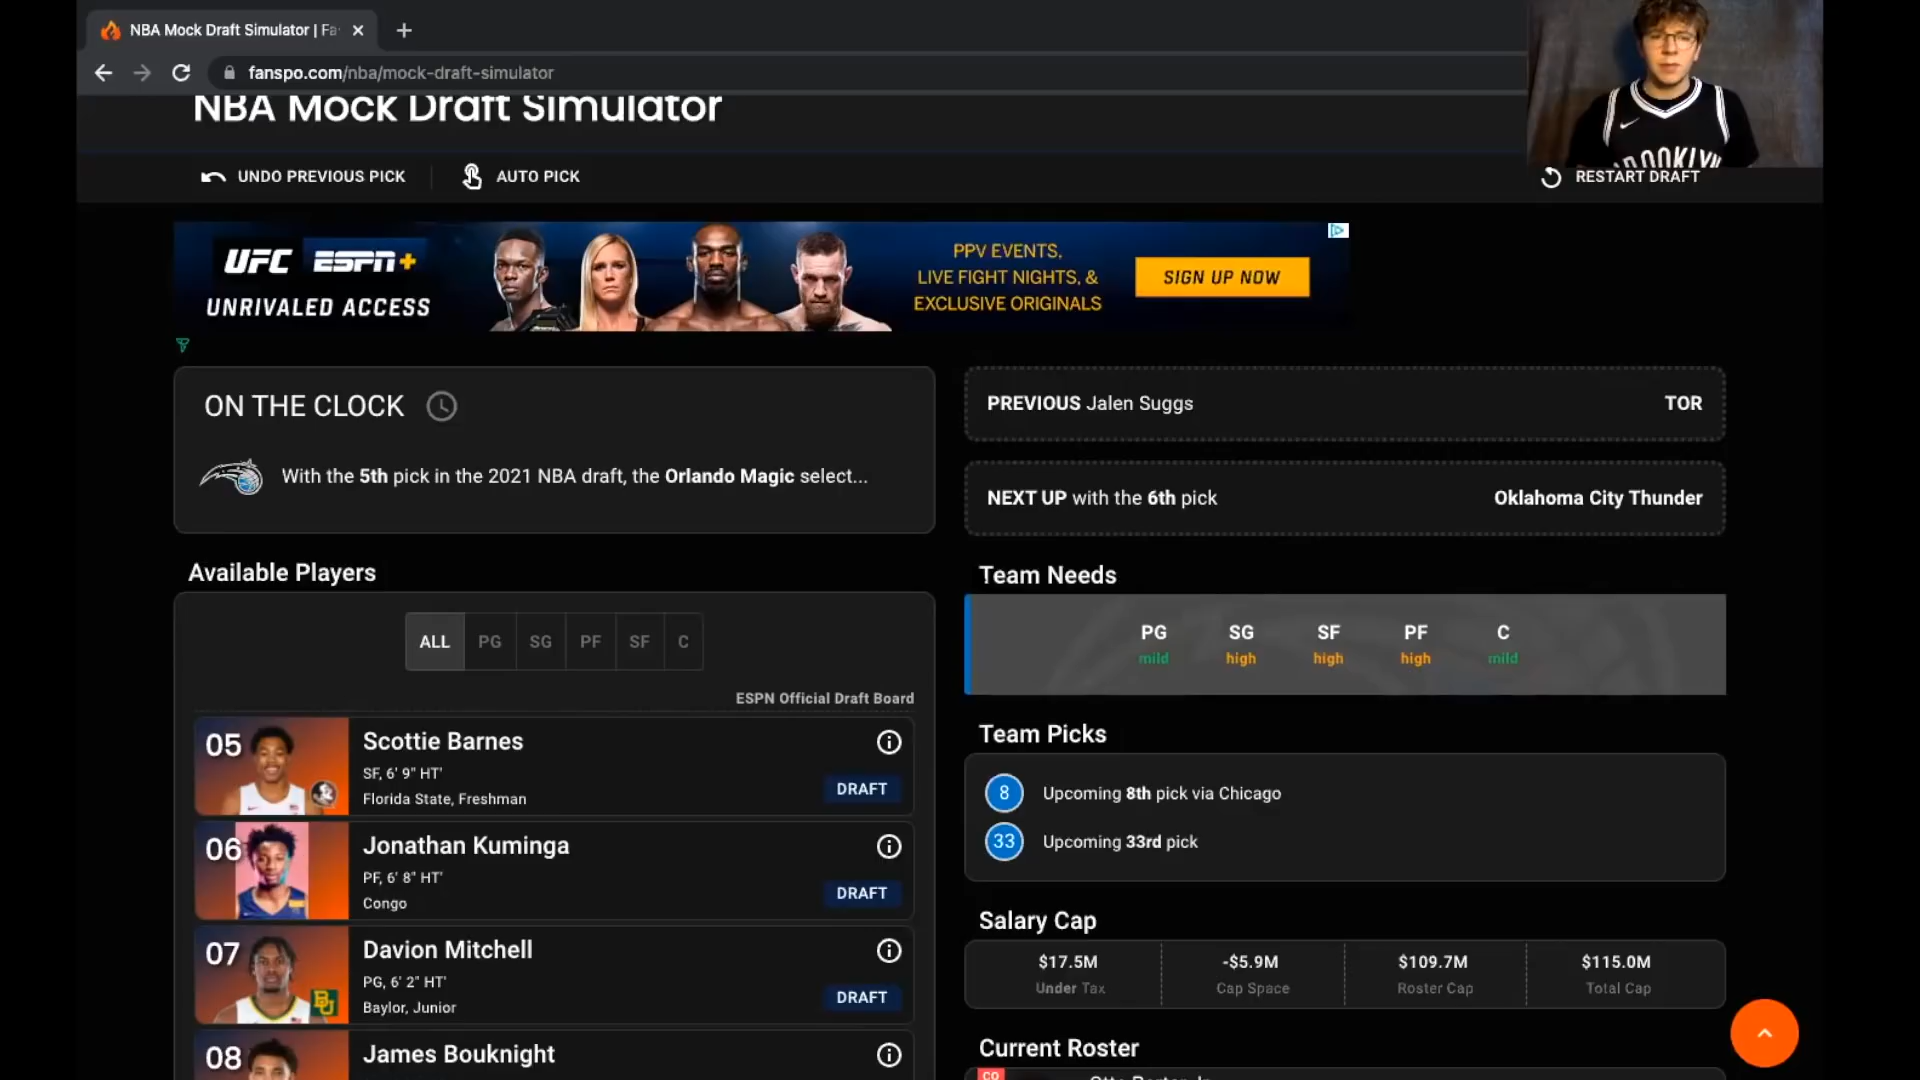 NBA Mock Draft Simulator | Fa
fanspo.com/nba/mock-draft-simulator
NBA Mock Draft Simulator
UNDO PREVIOUS PICK
AUTO PICK
RESTART DRAFT
BROOKLYN
UFC ESPN+
UNRIVALED ACCESS
PPV EVENTS,
LIVE FIGHT NIGHTS, &
EXCLUSIVE ORIGINALS
SIGN UP NOW
ON THE CLOCK
With the 5th pick in the 2021 NBA draft, the Orlando Magic select...
PREVIOUS Jalen Suggs TOR
NEXT UP with the 6th pick Oklahoma City Thunder
Available Players
ALL PG SG PF SF C
ESPN Official Draft Board
05 Scottie Barnes
SF, 6' 9" HT'
Florida State, Freshman
DRAFT
06 Jonathan Kuminga
PF, 6' 8" HT'
Congo
DRAFT
07 Davion Mitchell
PG, 6' 2" HT'
Baylor, Junior
DRAFT
08 James Bouknight
Team Needs
PG SG SF PF C
mild high high high mild
Team Picks
8 Upcoming 8th pick via Chicago
33 Upcoming 33rd pick
Salary Cap
$17.5M -$5.9M $109.7M $115.0M
Under Tax Cap Space Roster Cap Total Cap
Current Roster